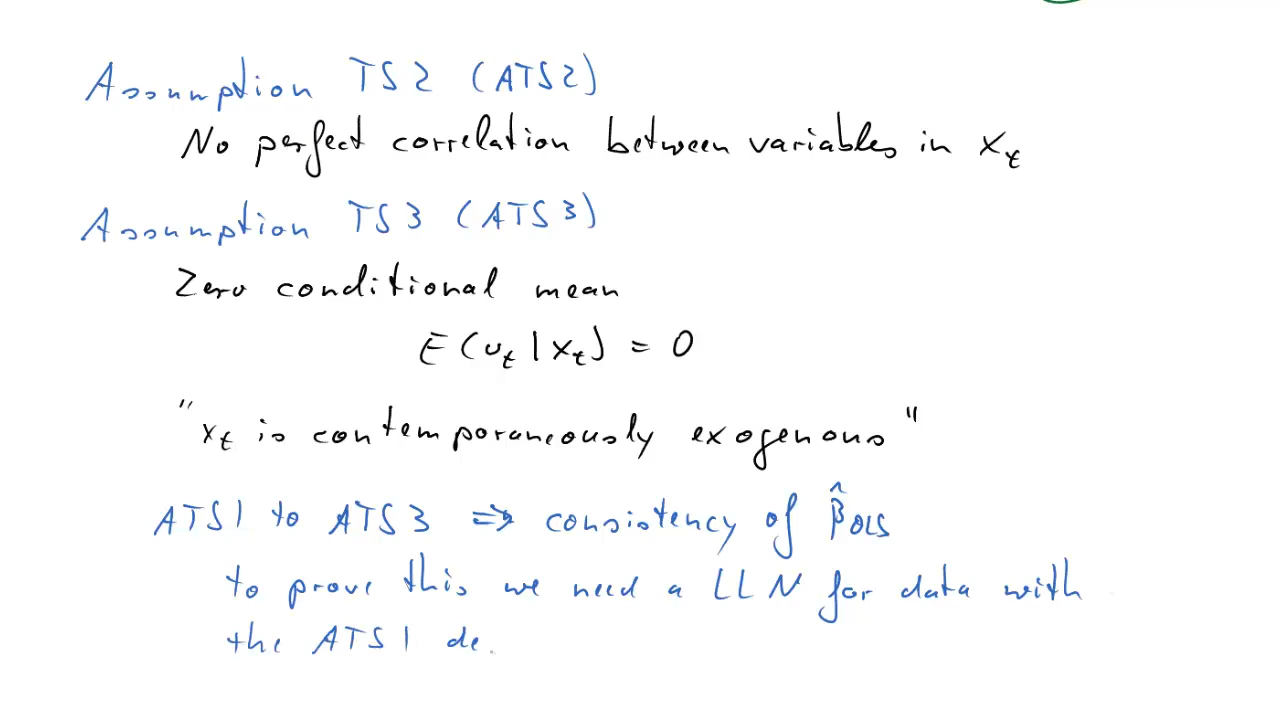 Assumption TS2 (ATS2)
No perfect correlation between variables in x_t
Assumption TS3 (ATS3)
Zero conditional mean
E(u_t | x_t) = 0
"x_t is contemporaneously exogenous"
ATS1 to ATS3 ⇒ consistency of β̂_OLS
to prove this we need a LLN for data with
the ATS1 de